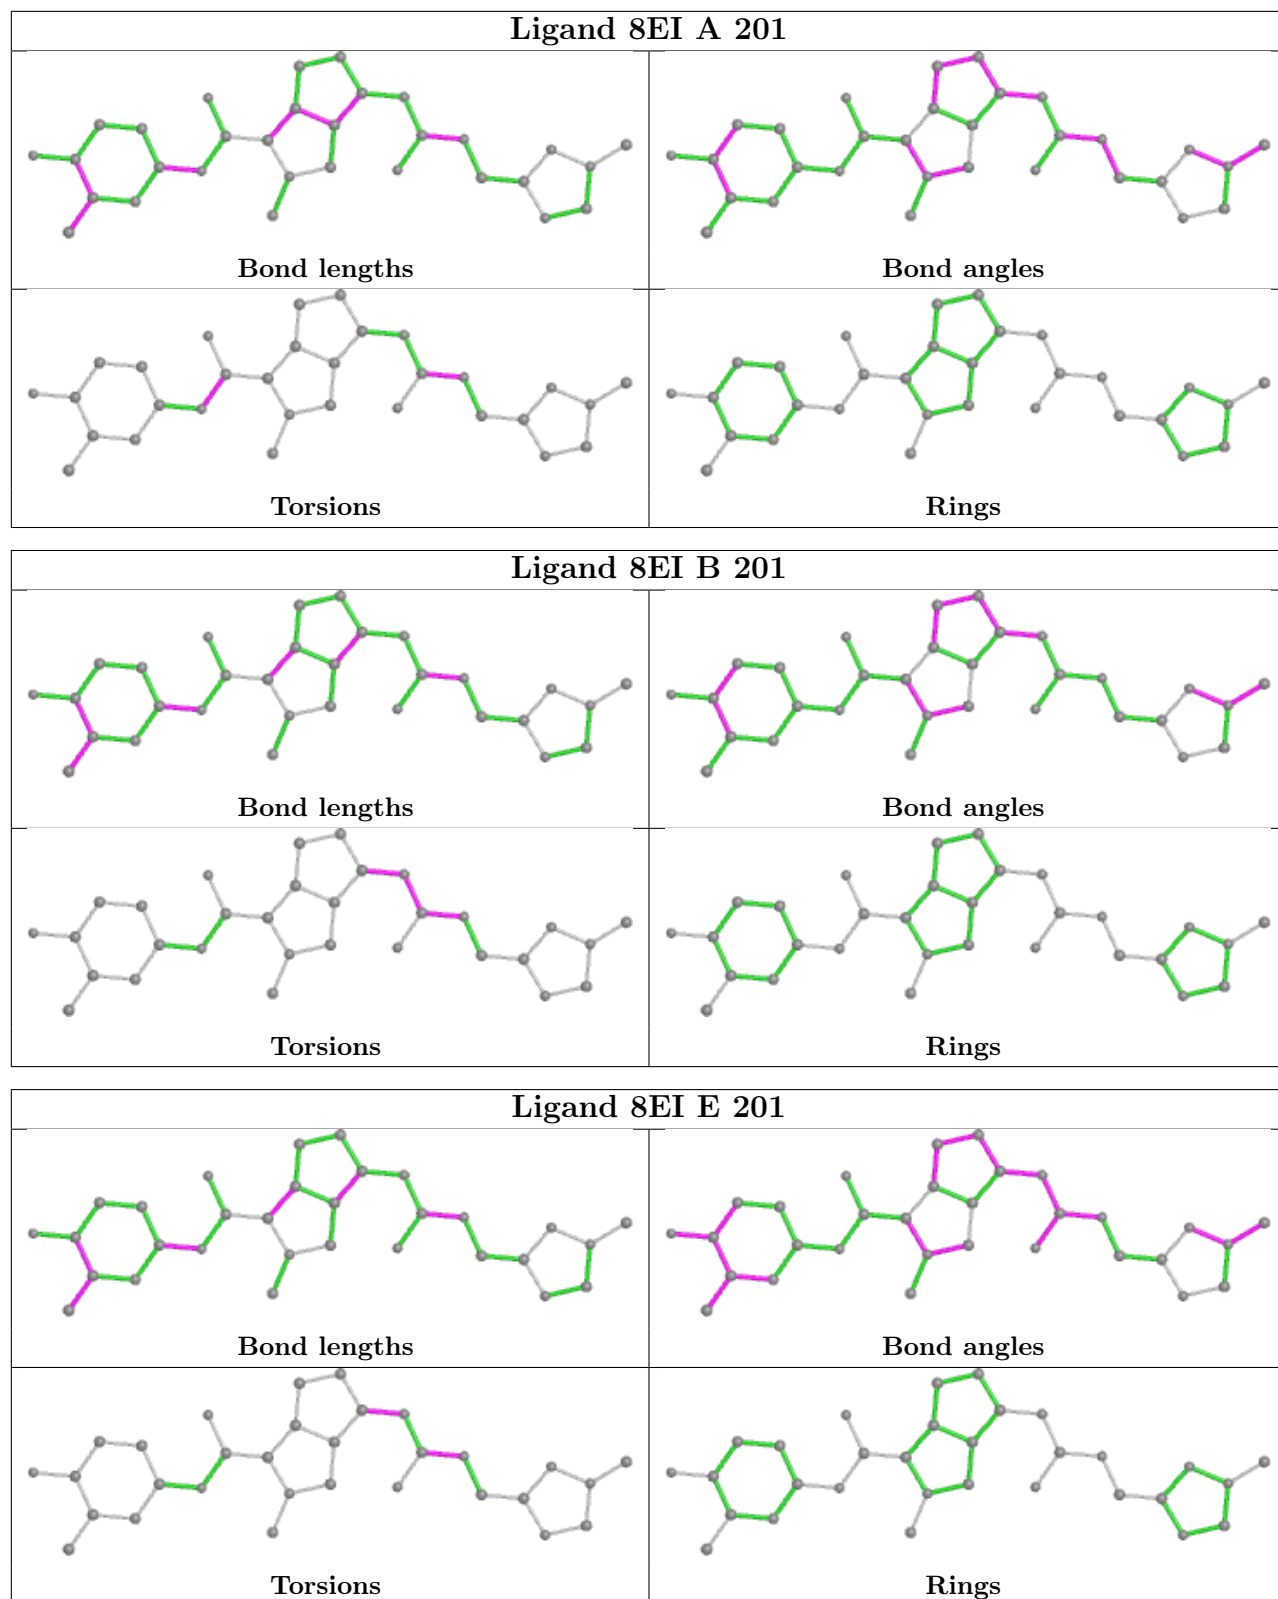 Ligand 8EI A 201
Bond lengths
Bond angles
Torsions
Rings
Ligand 8EI B 201
Bond lengths
Bond angles
Torsions
Rings
Ligand 8EI E 201
Bond lengths
Bond angles
Torsions
Rings